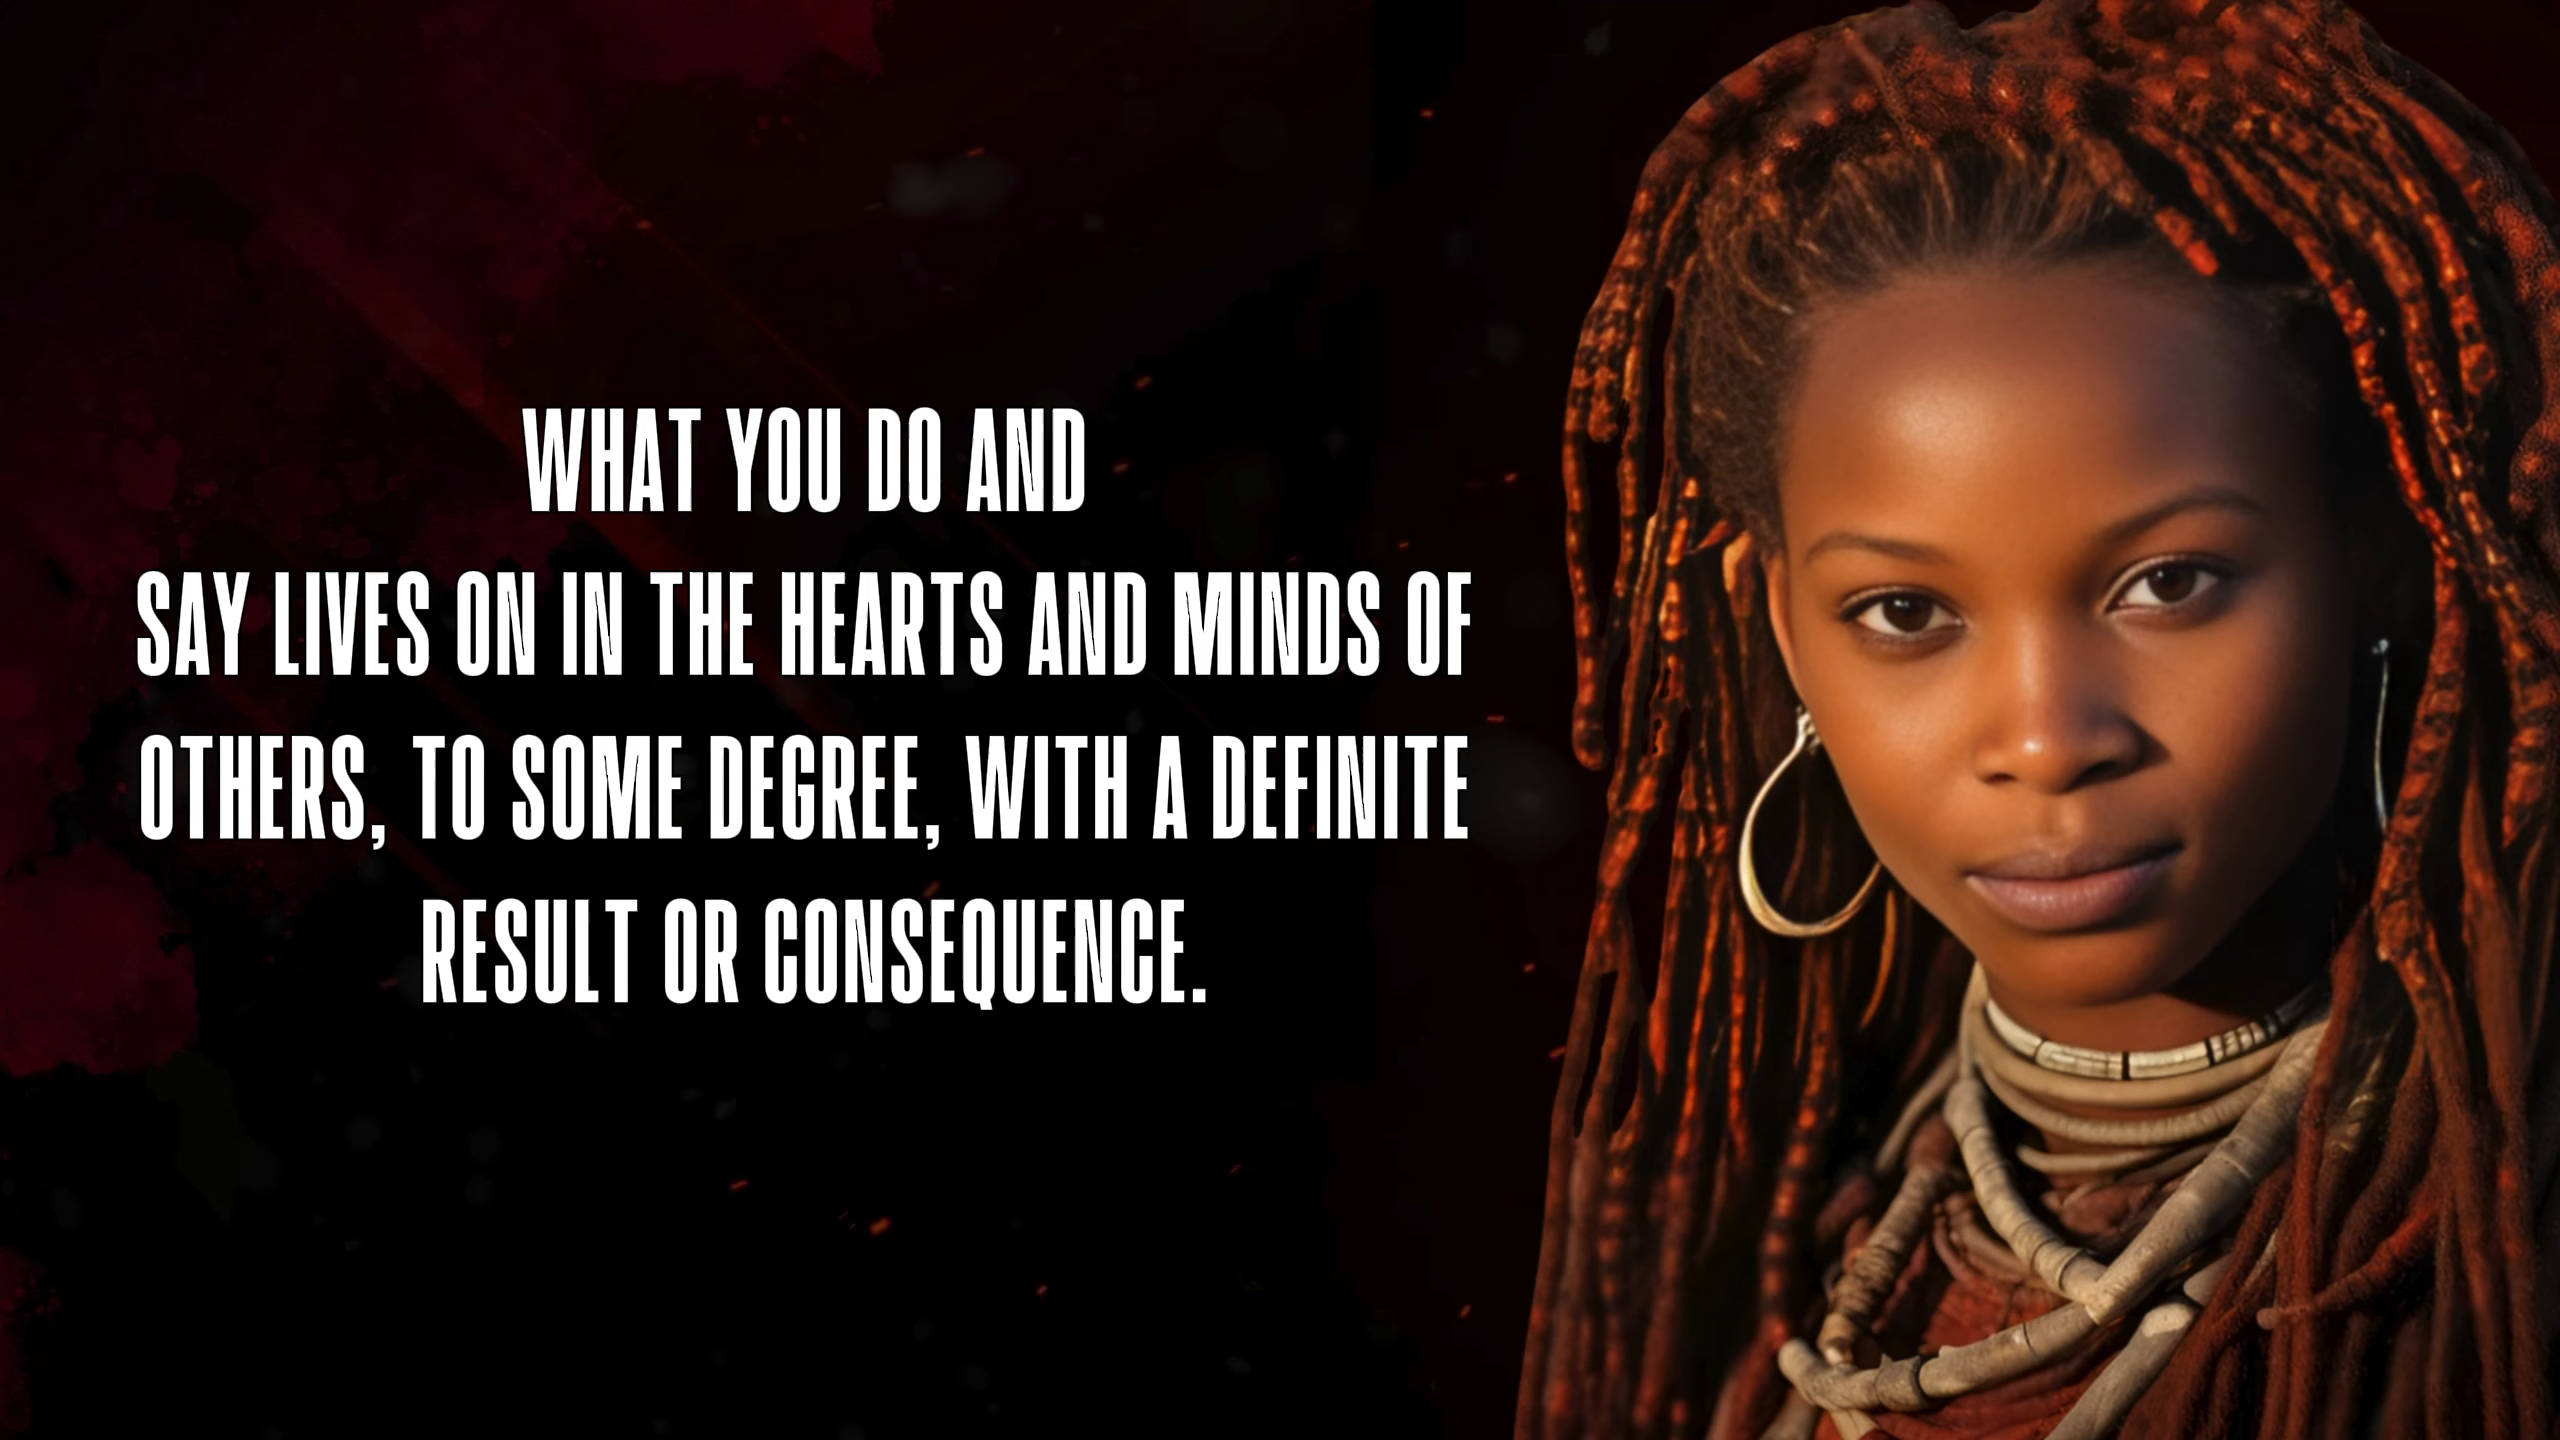 WHAT YOU DO AND
SAY LIVES ON IN THE HEARTS AND MINDS OF
OTHERS, TO SOME DEGREE, WITH A DEFINITE
RESULT OR CONSEQUENCE.